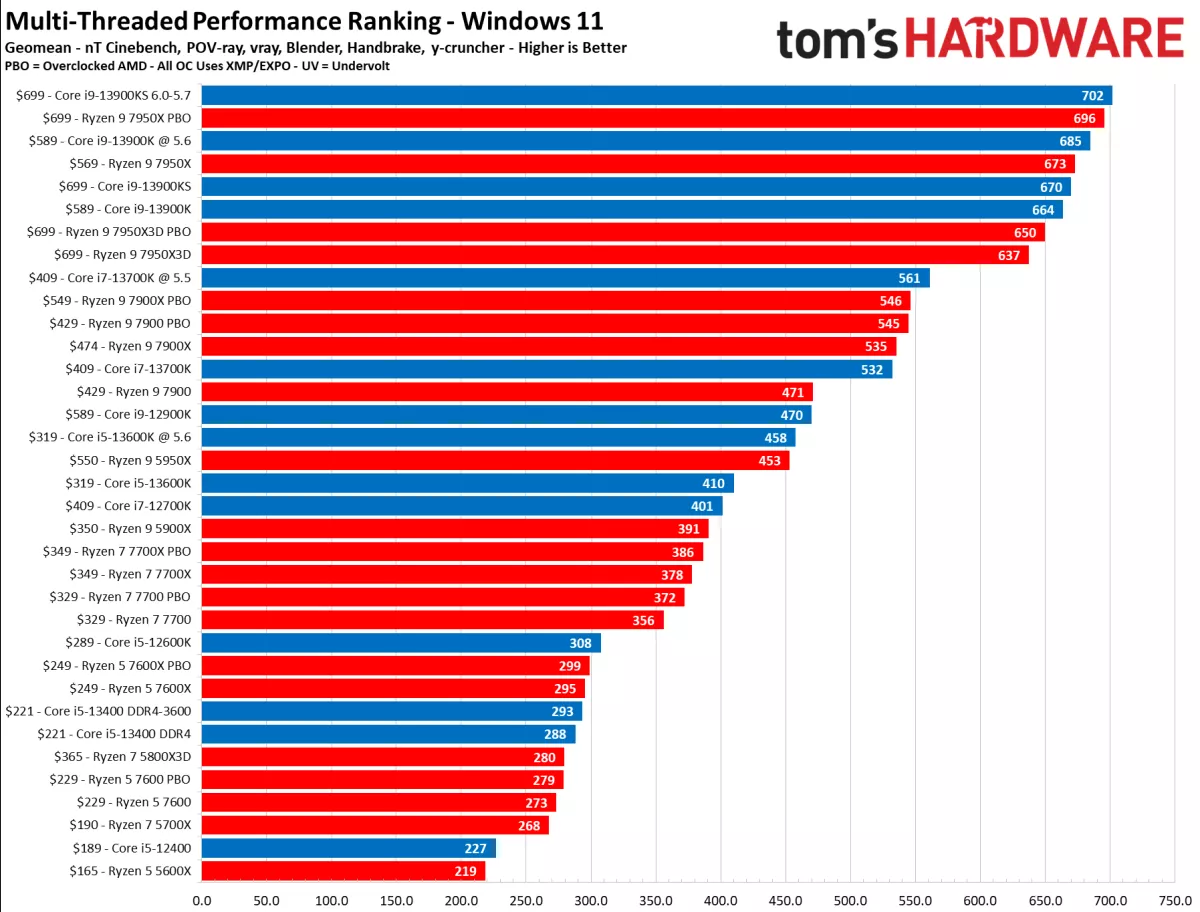 Multi-Threaded Performance Ranking - Windows 11
Geomean - nT Cinebench, POV-ray, vray, Blender, Handbrake, y-cruncher - Higher is Better
PBO = Overclocked AMD - All OC Uses XMP/EXPO - UV = Undervolt
tom's HARDWARE
$699 - Core i9-13900KS 6.0-5.7 702
$699 - Ryzen 9 7950X PBO 696
$589 - Core i9-13900K @ 5.6 685
$569 - Ryzen 9 7950X 673
$699 - Core i9-13900KS 670
$589 - Core i9-13900K 664
$699 - Ryzen 9 7950X3D PBO 650
$699 - Ryzen 9 7950X3D 637
$409 - Core i7-13700K @ 5.5 561
$549 - Ryzen 9 7900X PBO 546
$429 - Ryzen 9 7900 PBO 545
$474 - Ryzen 9 7900X 535
$409 - Core i7-13700K 532
$429 - Ryzen 9 7900 471
$589 - Core i9-12900K 470
$319 - Core i5-13600K @ 5.6 458
$550 - Ryzen 9 5950X 453
$319 - Core i5-13600K 410
$409 - Core i7-12700K 401
$350 - Ryzen 9 5900X 391
$349 - Ryzen 7 7700X PBO 386
$349 - Ryzen 7 7700X 378
$329 - Ryzen 7 7700 PBO 372
$329 - Ryzen 7 7700 356
$289 - Core i5-12600K 308
$249 - Ryzen 5 7600X PBO 299
$249 - Ryzen 5 7600X 295
$221 - Core i5-13400 DDR4-3600 293
$221 - Core i5-13400 DDR4 288
$365 - Ryzen 7 5800X3D 280
$229 - Ryzen 5 7600 PBO 279
$229 - Ryzen 5 7600 273
$190 - Ryzen 7 5700X 268
$189 - Core i5-12400 227
$165 - Ryzen 5 5600X 219
0.0 50.0 100.0 150.0 200.0 250.0 300.0 350.0 400.0 450.0 500.0 550.0 600.0 650.0 700.0 750.0